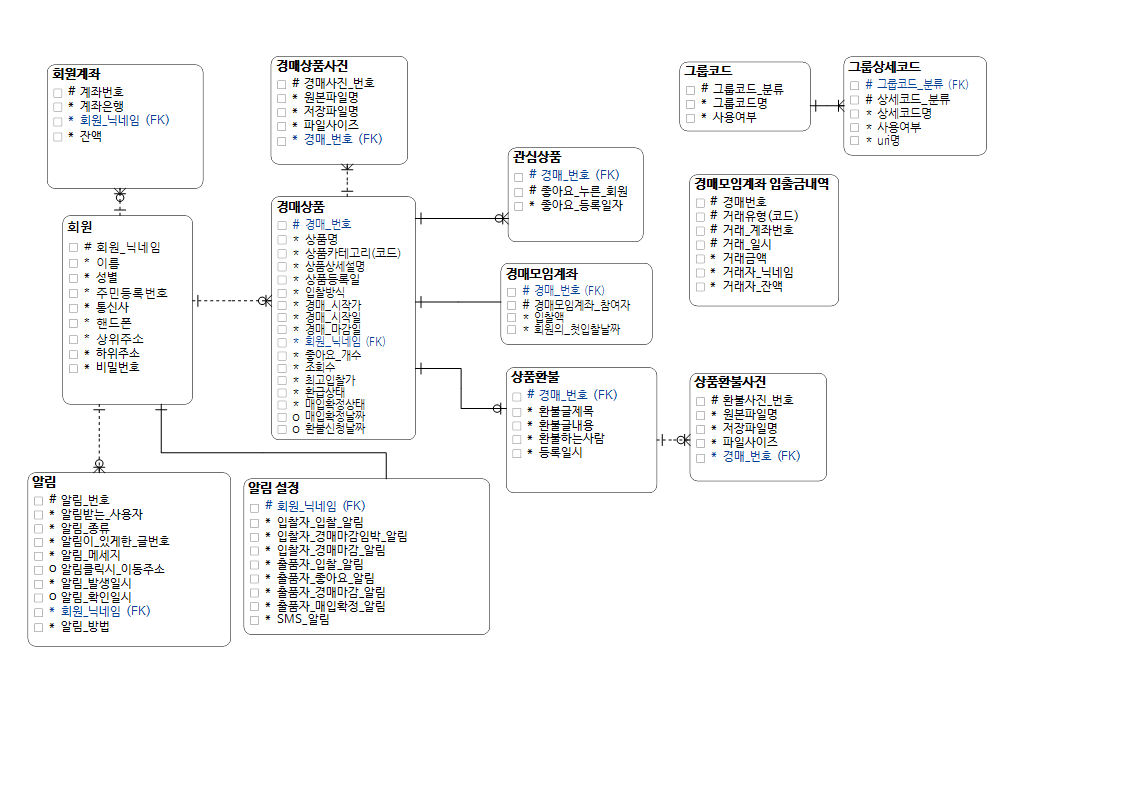 회원계좌
# 계좌번호
* 계좌은행
* 회원_닉네임 (FK)
* 잔액
경매상품사진
# 경매사진_번호
* 원본파일명
* 저장파일명
* 파일사이즈
* 경매_번호 (FK)
그룹코드
# 그룹코드_분류
* 그룹코드명
* 사용여부
그룹상세코드
# 그룹코드_분류 (FK)
# 상세코드_분류
* 상세코드명
* 사용여부
* uri명
관심상품
# 경매_번호 (FK)
# 좋아요_누른_회원
* 좋아요_등록일자
경매모임계좌 입출금내역
# 경매번호
# 거래유형(코드)
# 거래_계좌번호
# 거래_일시
* 거래금액
* 거래자_닉네임
* 거래자_잔액
회원
# 회원_닉네임
* 이름
* 성별
* 주민등록번호
* 통신사
* 핸드폰
* 상위주소
* 하위주소
* 비밀번호
경매상품
# 경매_번호
* 상품명
* 상품카테고리(코드)
* 상품상세설명
* 상품등록일
* 입찰방식
* 경매_시작가
* 경매_시작일
* 경매_마감일
* 회원_닉네임 (FK)
* 좋아요_개수
* 조회수
* 최고입찰가
* 환급상태
* 매입확정상태
o 매입확정날짜
o 환불신청날짜
경매모임계좌
# 경매_번호 (FK)
# 경매모임계좌_참여자
* 입찰액
* 회원의_첫입찰날짜
상품환불
# 경매_번호 (FK)
* 환불글제목
* 환불글내용
* 환불하는사람
* 등록일시
상품환불사진
# 환불사진_번호
* 원본파일명
* 저장파일명
* 파일사이즈
* 경매_번호 (FK)
알림
# 알림_번호
* 알림받는_사용자
* 알림_종류
* 알림이_있게한_글번호
* 알림_메세지
o 알림클릭시_이동주소
* 알림_발생일시
o 알림_확인일시
* 회원_닉네임 (FK)
* 알림_방법
알림 설정
# 회원_닉네임 (FK)
* 입찰자_입찰_알림
* 입찰자_경매마감임박_알림
* 입찰자_경매마감_알림
* 출품자_입찰_알림
* 출품자_좋아요_알림
* 출품자_경매마감_알림
* 출품자_매입확정_알림
* SMS_알림